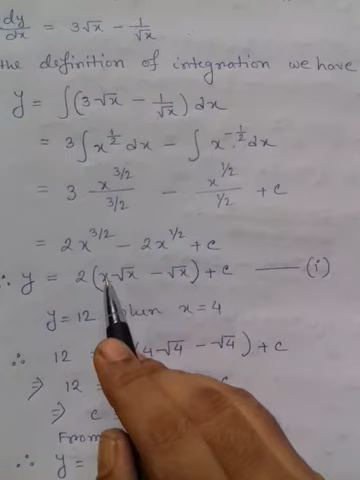 dy/dx = 3√x − 1/√x
the definition of integration we have
y = ∫(3√x − 1/√x) dx
= 3∫x^(1/2) dx − ∫x^(-1/2) dx
= 3 x^(3/2)/(3/2) − x^(1/2)/(1/2) + c
= 2x^(3/2) − 2x^(1/2) + c
∴ y = 2(x√x − √x) + c —— (i)
y = 12 when x = 4
∴ 12 = (4√4 − √4) + c
⇒ 12 = c
⇒ c
From
∴ y =